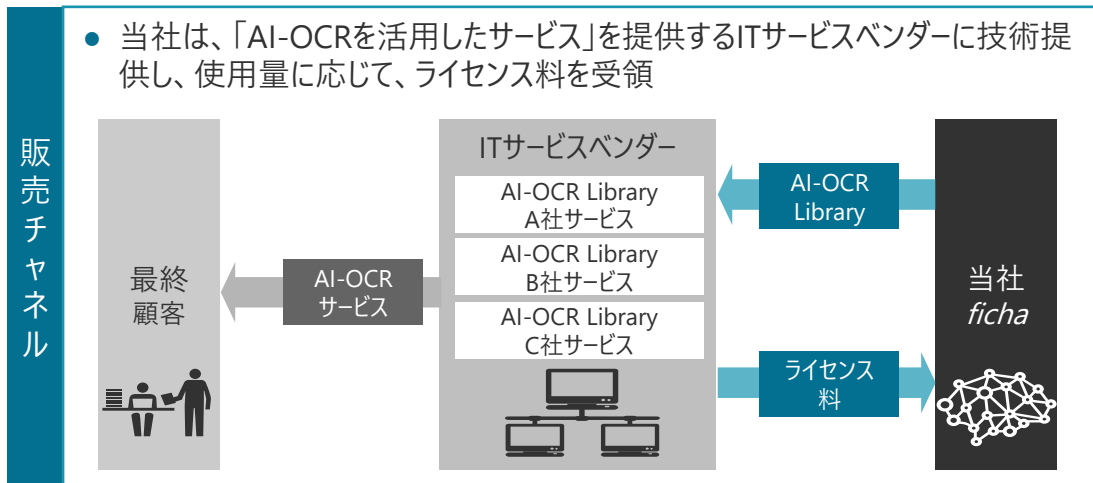 販売チャネル
● 当社は、「AI-OCRを活用したサービス」を提供するITサービスベンダーに技術提
供し、使用量に応じて、ライセンス料を受領
最終
顧客
AI-OCR
サービス
ITサービスベンダー
AI-OCR Library
A社サービス
AI-OCR Library
B社サービス
AI-OCR Library
C社サービス
AI-OCR
Library
ライセンス
料
当社
ficha